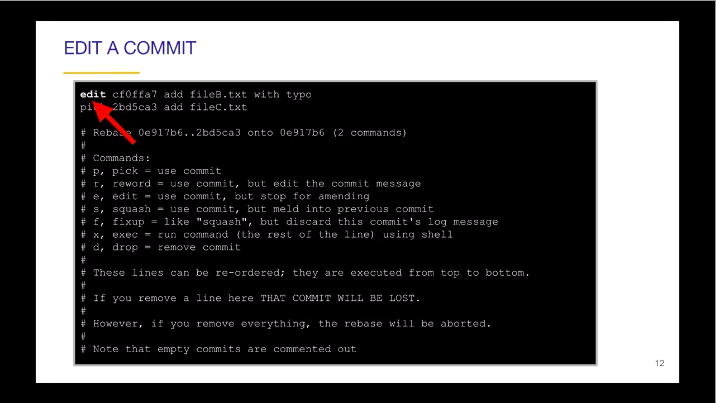 EDIT A COMMIT
edit cf0ffa7 add fileB.txt with typo
pick 2bd5ca3 add fileC.txt
# Rebase 0e917b6..2bd5ca3 onto 0e917b6 (2 commands)
#
# Commands:
# p, pick = use commit
# r, reword = use commit, but edit the commit message
# e, edit = use commit, but stop for amending
# s, squash = use commit, but meld into previous commit
# f, fixup = like "squash", but discard this commit's log message
# x, exec = run command (the rest of the line) using shell
# d, drop = remove commit
#
# These lines can be re-ordered; they are executed from top to bottom.
#
# If you remove a line here THAT COMMIT WILL BE LOST.
#
# However, if you remove everything, the rebase will be aborted.
#
# Note that empty commits are commented out
12